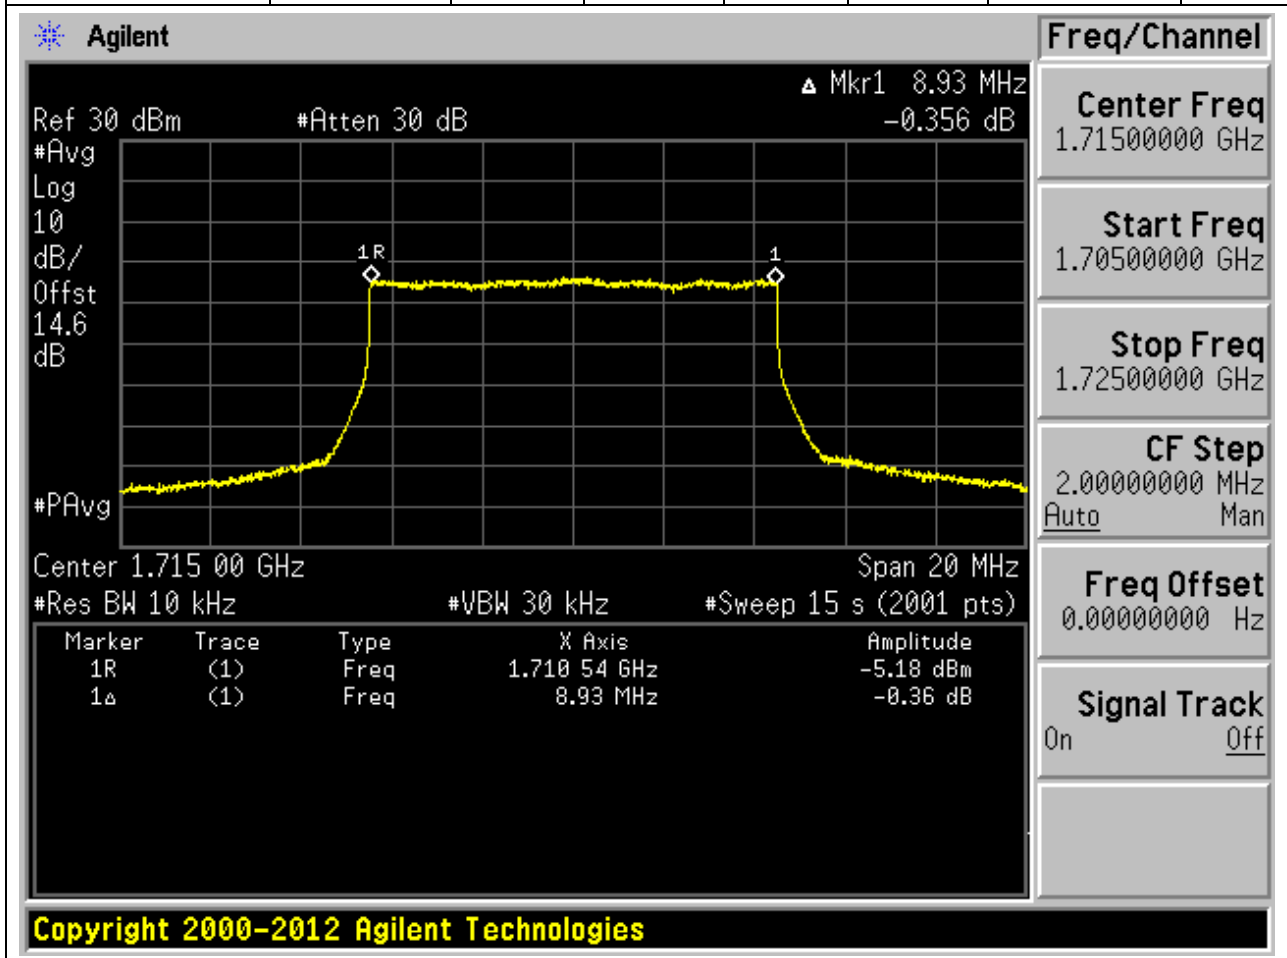 Agilent
Freq/Channel
▵ Mkr1 8.93 MHz
Ref 30 dBm #Atten 30 dB -0.356 dB
#Avg
Log
10
dB/
Offst
14.6
dB
#PAvg
1R
1
Center 1.715 00 GHz Span 20 MHz
#Res BW 10 kHz #VBW 30 kHz #Sweep 15 s (2001 pts)
Marker Trace Type X Axis Amplitude
1R (1) Freq 1.710 54 GHz -5.18 dBm
1▵ (1) Freq 8.93 MHz -0.36 dB
Center Freq
1.71500000 GHz
Start Freq
1.70500000 GHz
Stop Freq
1.72500000 GHz
CF Step
2.00000000 MHz
Auto Man
Freq Offset
0.00000000 Hz
Signal Track
On Off
Copyright 2000-2012 Agilent Technologies